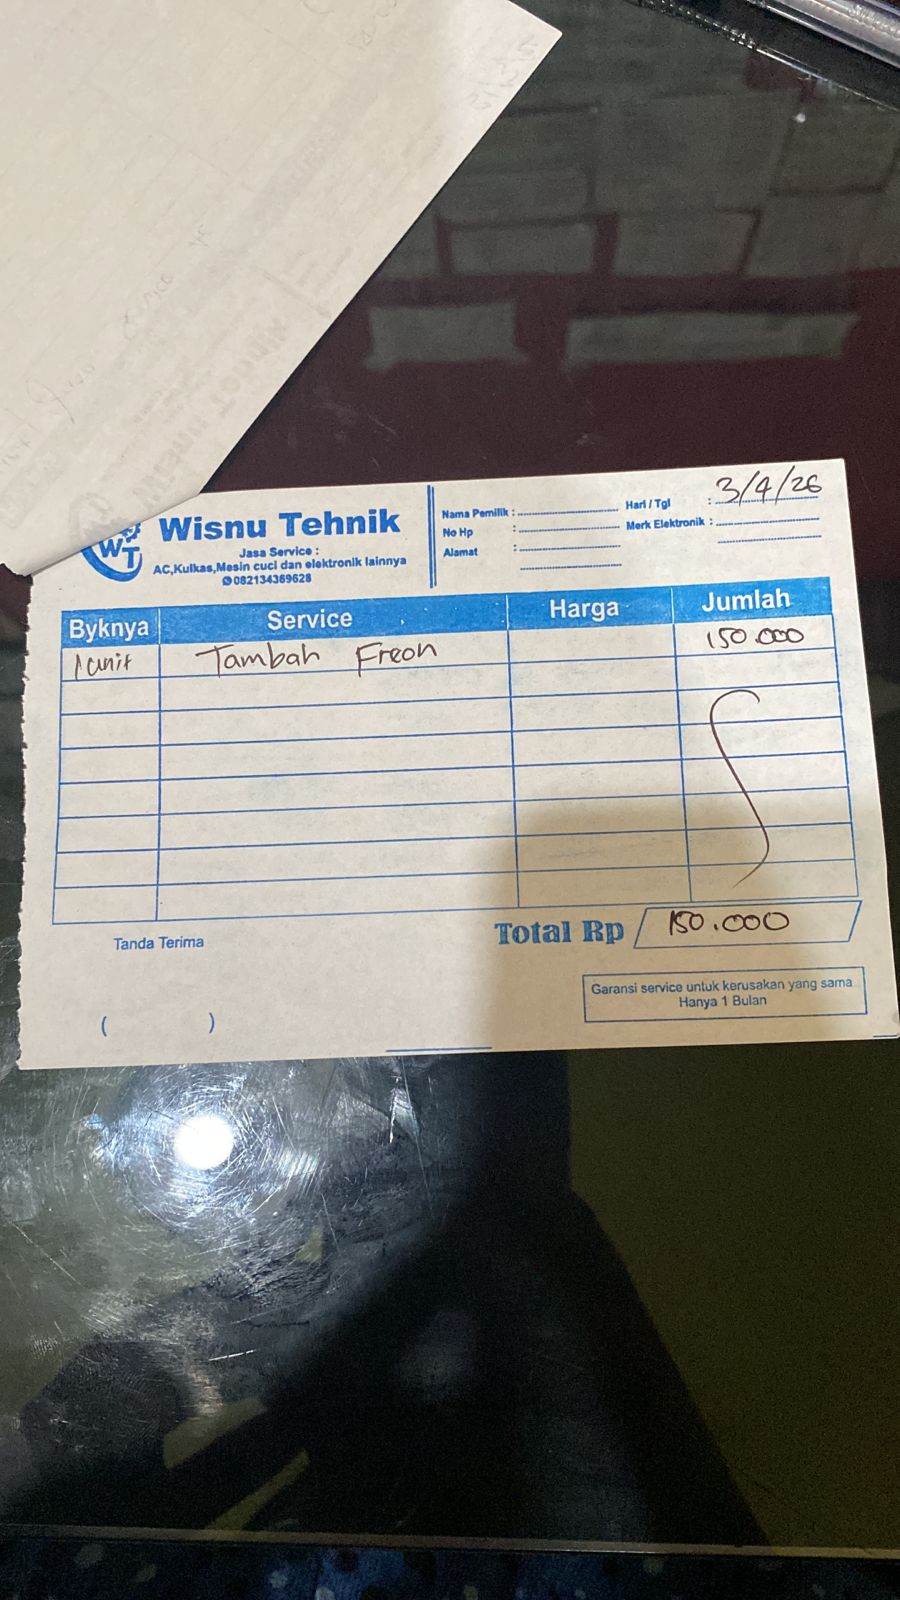 WT
Wisnu Tehnik
Jasa Service :
AC,Kulkas,Mesin cuci dan elektronik lainnya
082134369628
Nama Pemilik :
No Hp :
Alamat :
Hari / Tgl : 3/4/26
Merk Elektronik :
Byknya Service Harga Jumlah
1 unit Tambah Freon 150.000
Total Rp 150.000
Tanda Terima
( )
Garansi service untuk kerusakan yang sama
Hanya 1 Bulan